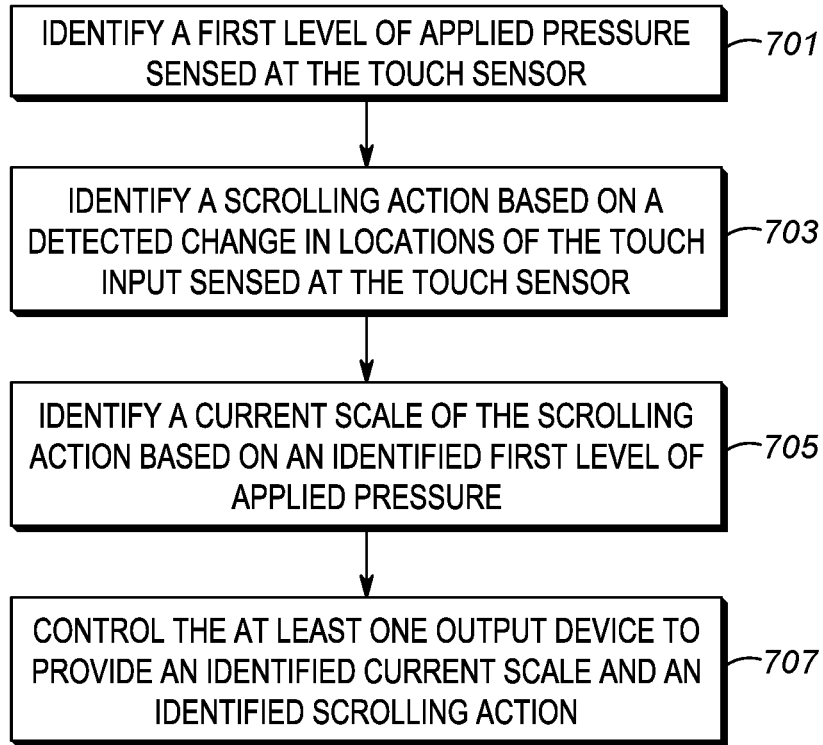 IDENTIFY A FIRST LEVEL OF APPLIED PRESSURE
SENSED AT THE TOUCH SENSOR
701
IDENTIFY A SCROLLING ACTION BASED ON A
DETECTED CHANGE IN LOCATIONS OF THE TOUCH
INPUT SENSED AT THE TOUCH SENSOR
703
IDENTIFY A CURRENT SCALE OF THE SCROLLING
ACTION BASED ON AN IDENTIFIED FIRST LEVEL OF
APPLIED PRESSURE
705
CONTROL THE AT LEAST ONE OUTPUT DEVICE TO
PROVIDE AN IDENTIFIED CURRENT SCALE AND AN
IDENTIFIED SCROLLING ACTION
707